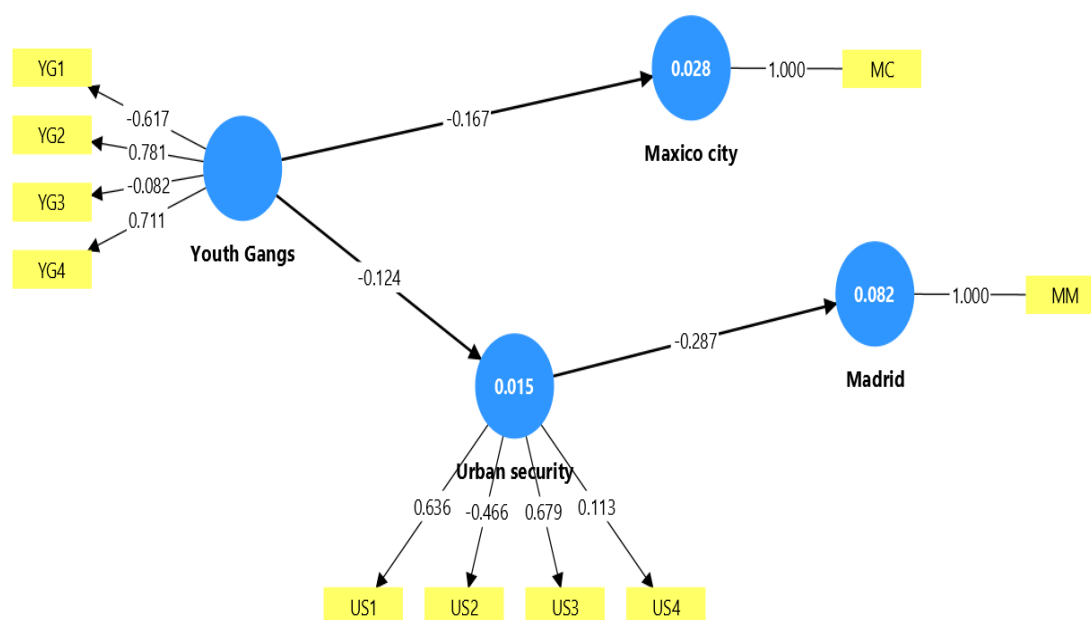 YG1
YG2
YG3
YG4
-0.617
0.781
-0.082
0.711
Youth Gangs
-0.167
0.028
1.000
MC
Maxico city
-0.124
0.015
Urban security
-0.287
0.082
1.000
MM
Madrid
0.636
-0.466
0.679
0.113
US1
US2
US3
US4